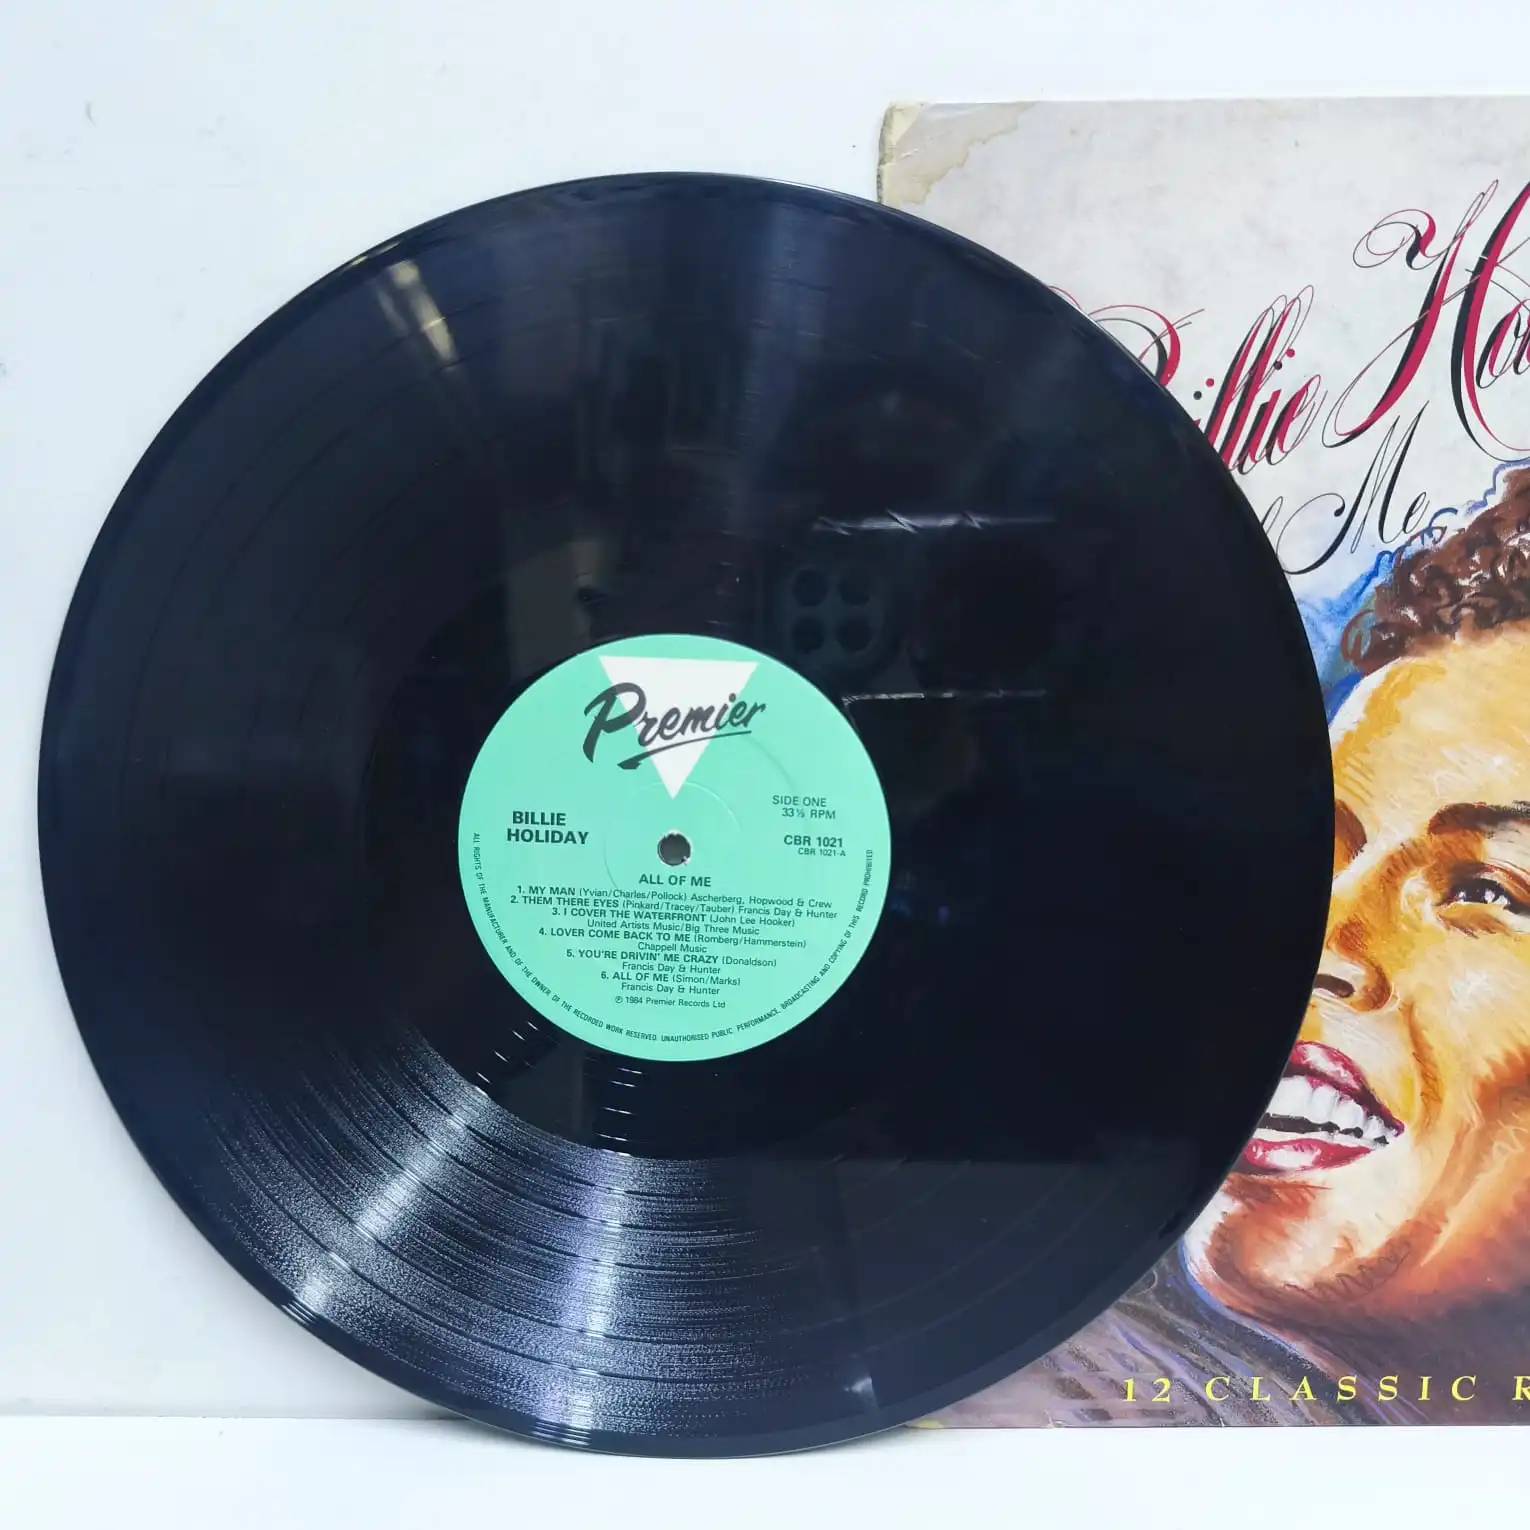 Billie
Me
12 CLASSIC
Premier
SIDE ONE
33⅓ RPM
BILLIE
HOLIDAY
CBR 1021
CBR 1021-A
ALL OF ME
1. MY MAN (Yvian/Charles/Pollock) Ascherberg, Hopwood & Crew
2. THEM THERE EYES (Pinkard/Tracey/Tauber) Francis Day & Hunter
3. I COVER THE WATERFRONT (John Lee Hooker)
United Artists Music/Big Three Music
4. LOVER COME BACK TO ME (Romberg/Hammerstein)
Chappell Music
5. YOU'RE DRIVIN' ME CRAZY (Donaldson)
Francis Day & Hunter
6. ALL OF ME (Simon/Marks)
Francis Day & Hunter
℗ 1984 Premier Records Ltd
ALL RIGHTS OF THE MANUFACTURER AND OF THE OWNER OF THE RECORDED WORK RESERVED. UNAUTHORISED PUBLIC PERFORMANCE, BROADCASTING AND COPYING OF THIS RECORD PROHIBITED